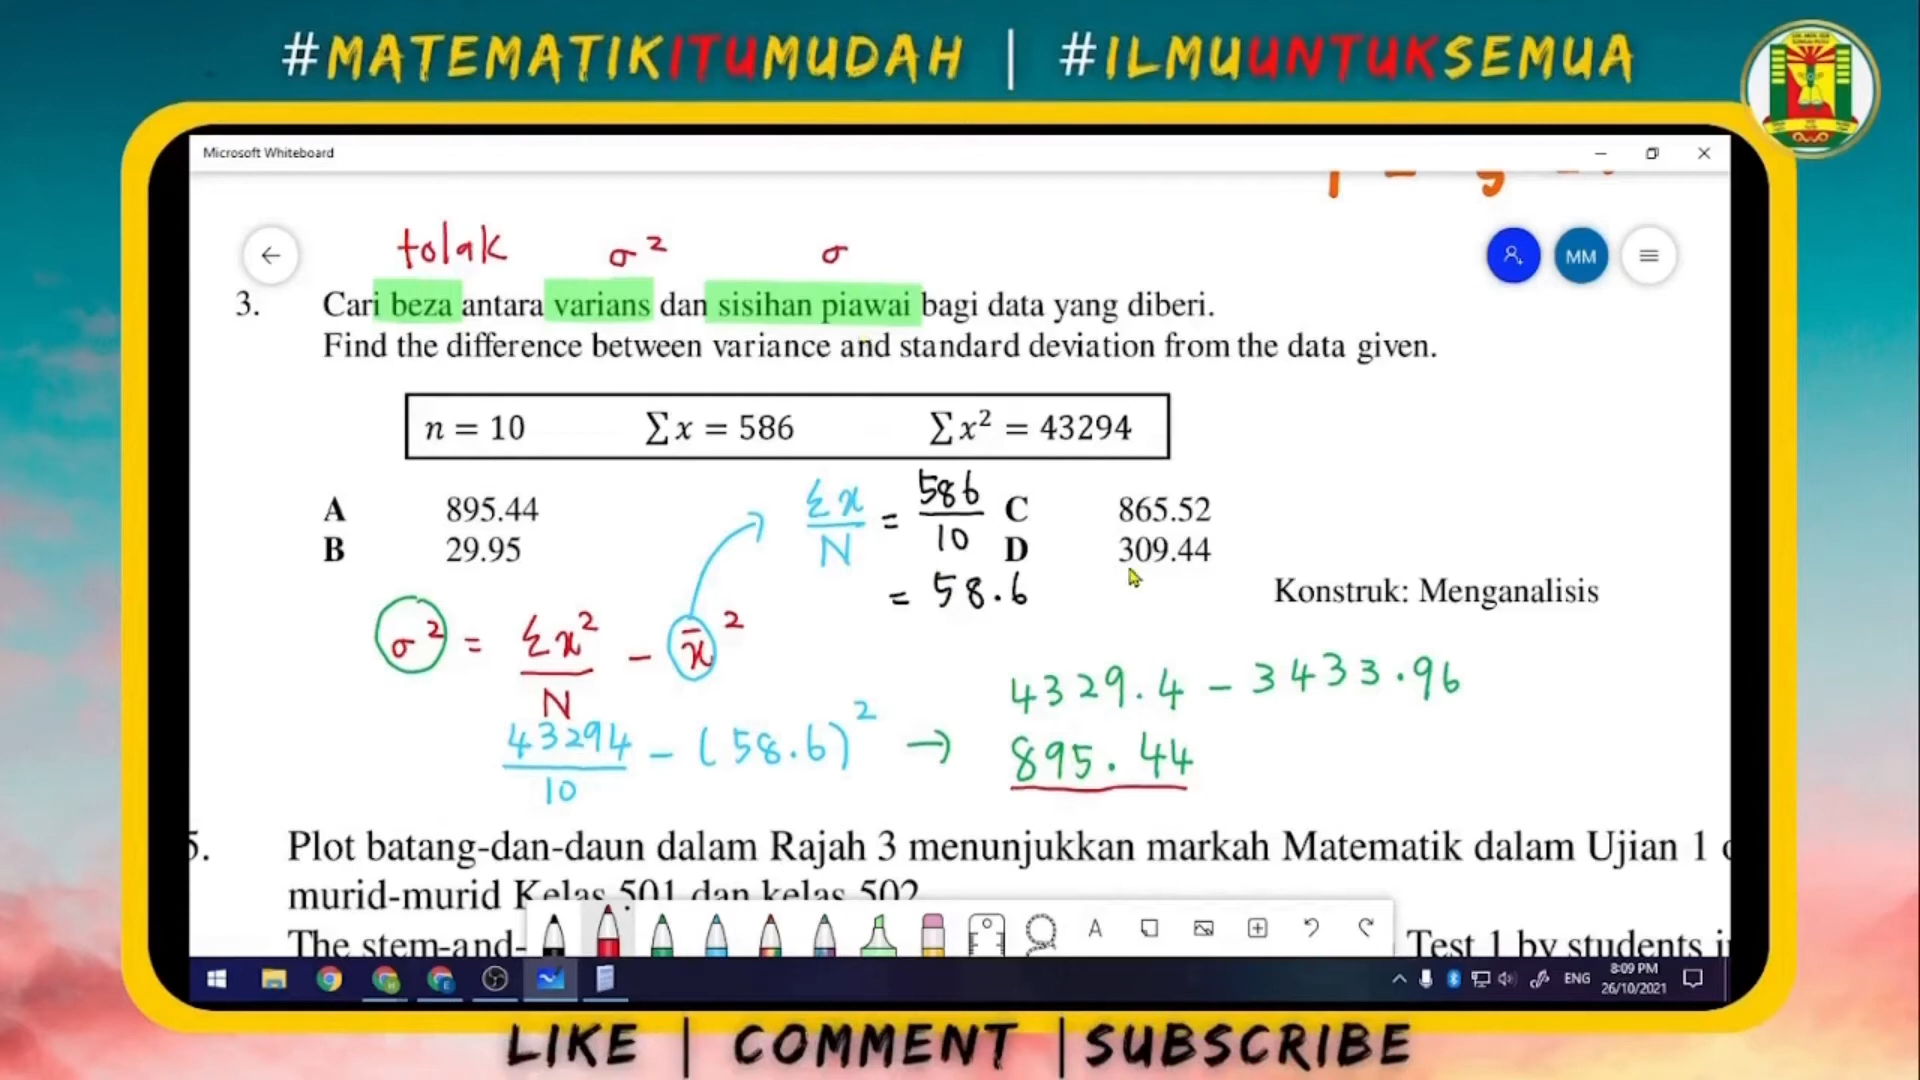 #MATEMATIKITUMUDAH | #ILMUUNTUKSEMUA
Microsoft Whiteboard
tolak σ² σ
MM
3. Cari beza antara varians dan sisihan piawai bagi data yang diberi.
Find the difference between variance and standard deviation from the data given.
n = 10 ∑x = 586 ∑x² = 43294
A 895.44
B 29.95
Σx/N = 586/10
= 58.6
C 865.52
D 309.44
Konstruk: Menganalisis
σ² = Σx²/N - x̄²
43294/10 - (58.6)² →
4329.4 - 3433.96
895.44
5. Plot batang-dan-daun dalam Rajah 3 menunjukkan markah Matematik dalam Ujian 1
murid-murid Kelas 501 dan kelas 502
The stem-and- Test 1 by students
ENG
8:09 PM
26/10/2021
LIKE | COMMENT | SUBSCRIBE